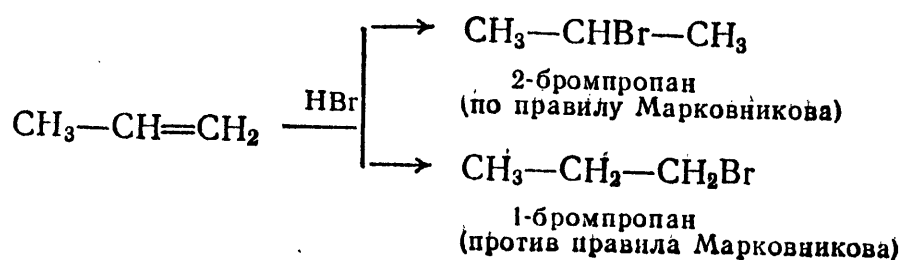 CH₃—CHBr—CH₃
2-бромпропан
(по правилу Марковникова)
HBr
CH₃—CH=CH₂
CH₃—CH₂—CH₂Br
1-бромпропан
(против правила Марковникова)